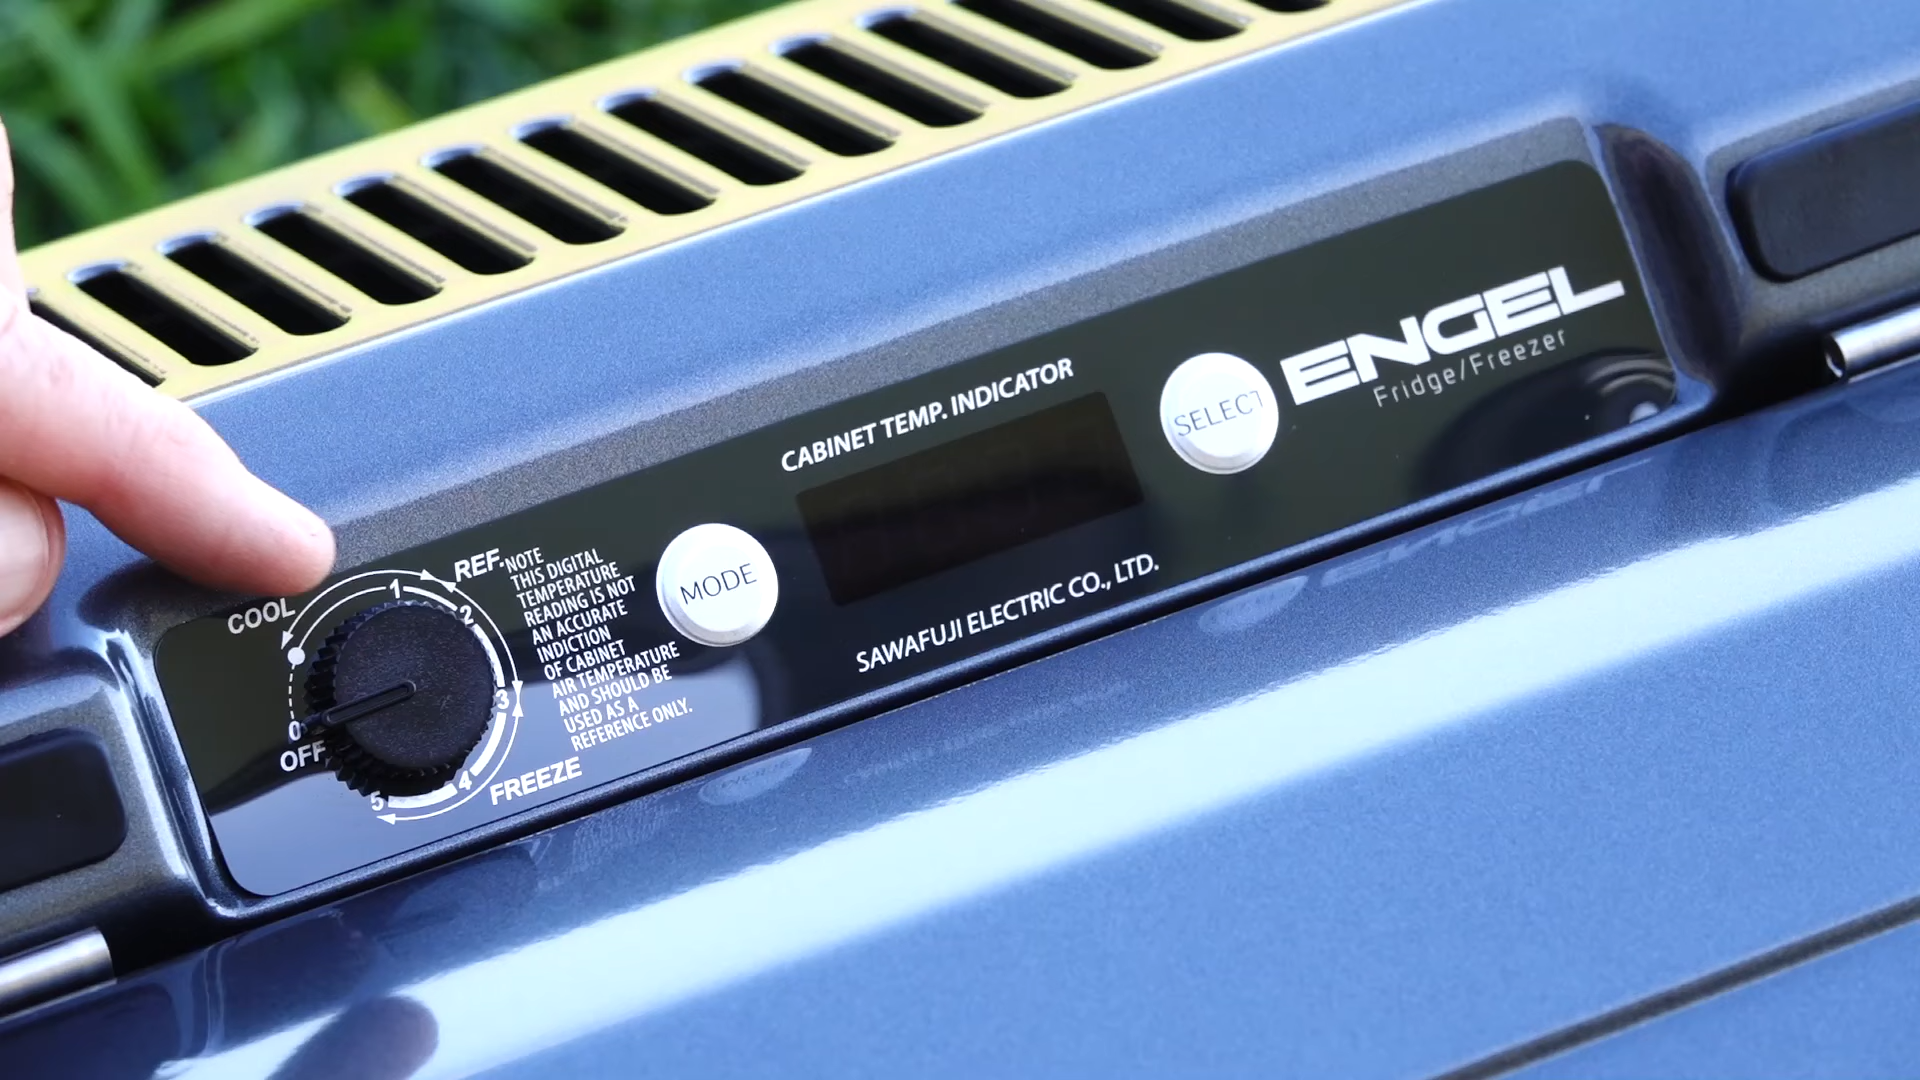 COOL
REF.
1
2
3
4
5
0
OFF
FREEZE
NOTE
THIS DIGITAL
TEMPERATURE
READING IS NOT
AN ACCURATE
INDICTION
OF CABINET
AIR TEMPERATURE
AND SHOULD BE
USED AS A
REFERENCE ONLY.
MODE
CABINET TEMP. INDICATOR
SAWAFUJI ELECTRIC CO., LTD.
SELECT
ENGEL
Fridge/Freezer